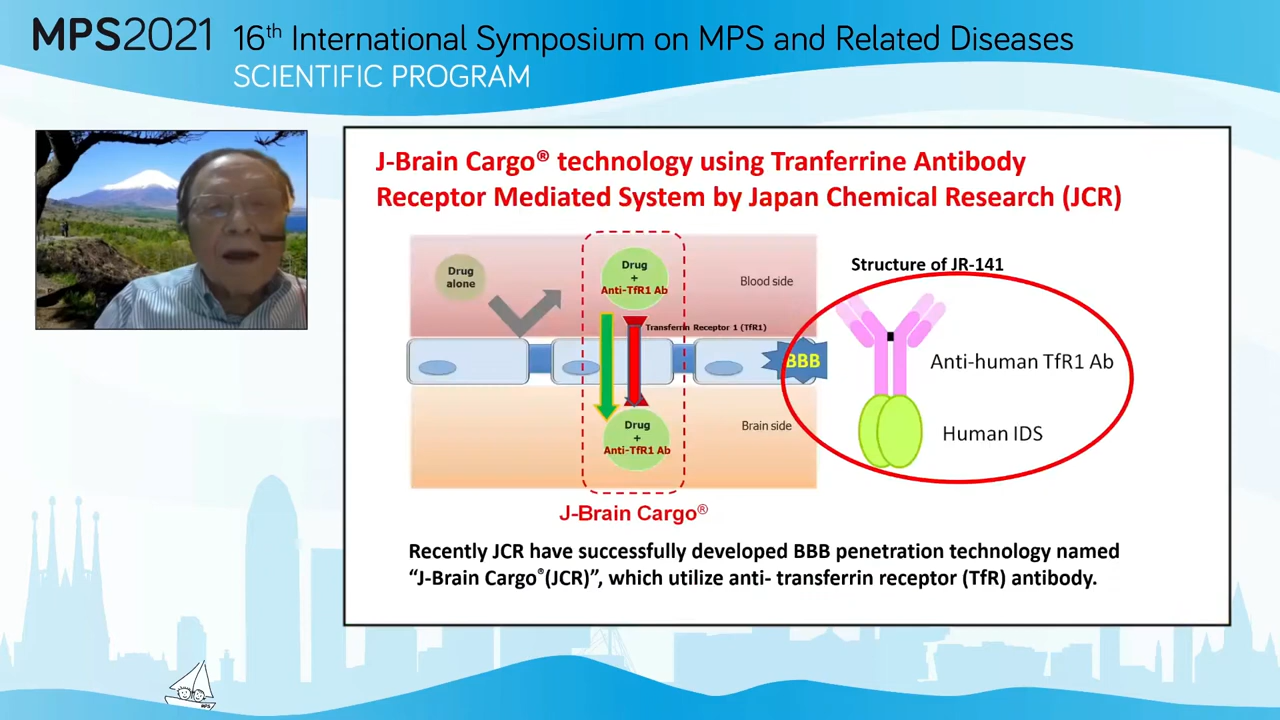 MPS2021 16th International Symposium on MPS and Related Diseases
SCIENTIFIC PROGRAM
J-Brain Cargo® technology using Tranferrine Antibody
Receptor Mediated System by Japan Chemical Research (JCR)
Drug
alone
Drug
+
Anti-TfR1 Ab
Blood side
Transferrin Receptor 1 (TfR1)
BBB
Drug
+
Anti-TfR1 Ab
Brain side
J-Brain Cargo®
Structure of JR-141
Anti-human TfR1 Ab
Human IDS
Recently JCR have successfully developed BBB penetration technology named
“J-Brain Cargo®(JCR)”, which utilize anti- transferrin receptor (TfR) antibody.
MPS